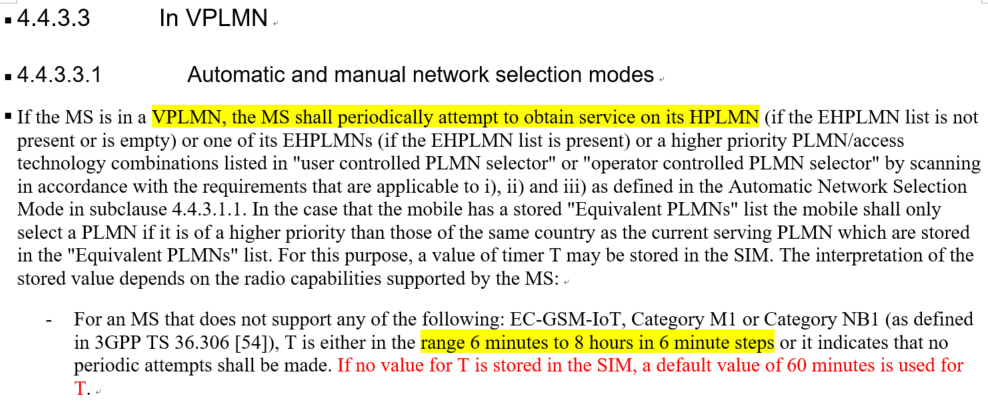 4.4.3.3 In VPLMN
4.4.3.3.1 Automatic and manual network selection modes
If the MS is in a VPLMN, the MS shall periodically attempt to obtain service on its HPLMN (if the EHPLMN list is not
present or is empty) or one of its EHPLMNs (if the EHPLMN list is present) or a higher priority PLMN/access
technology combinations listed in "user controlled PLMN selector" or "operator controlled PLMN selector" by scanning
in accordance with the requirements that are applicable to i), ii) and iii) as defined in the Automatic Network Selection
Mode in subclause 4.4.3.1.1. In the case that the mobile has a stored "Equivalent PLMNs" list the mobile shall only
select a PLMN if it is of a higher priority than those of the same country as the current serving PLMN which are stored
in the "Equivalent PLMNs" list. For this purpose, a value of timer T may be stored in the SIM. The interpretation of the
stored value depends on the radio capabilities supported by the MS:
- For an MS that does not support any of the following: EC-GSM-IoT, Category M1 or Category NB1 (as defined
in 3GPP TS 36.306 [54]), T is either in the range 6 minutes to 8 hours in 6 minute steps or it indicates that no
periodic attempts shall be made. If no value for T is stored in the SIM, a default value of 60 minutes is used for
T.